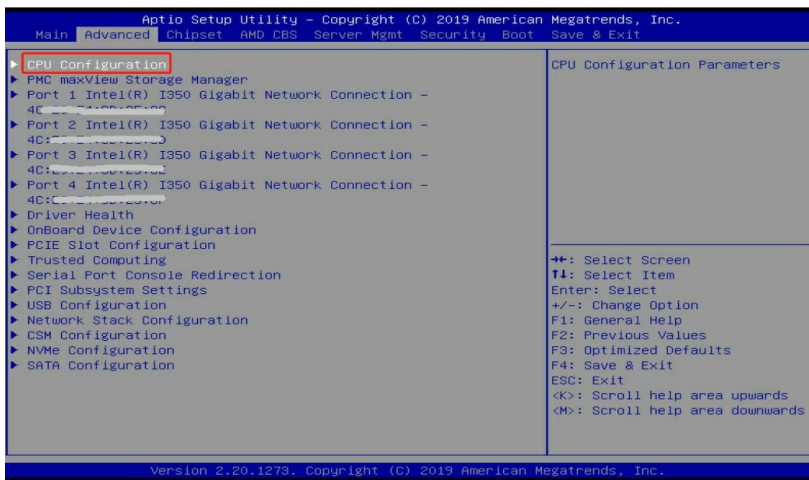 Aptio Setup Utility – Copyright (C) 2019 American Megatrends, Inc.
Main Advanced Chipset AMD CBS Server Mgmt Security Boot Save & Exit
▶ CPU Configuration
▶ PMC maxView Storage Manager
▶ Port 1 Intel(R) I350 Gigabit Network Connection –
▶ Port 2 Intel(R) I350 Gigabit Network Connection –
4C:
▶ Port 3 Intel(R) I350 Gigabit Network Connection –
4C:
▶ Port 4 Intel(R) I350 Gigabit Network Connection –
4C:
▶ Driver Health
▶ OnBoard Device Configuration
▶ PCIE Slot Configuration
▶ Trusted Computing
▶ Serial Port Console Redirection
▶ PCI Subsystem Settings
▶ USB Configuration
▶ Network Stack Configuration
▶ CSM Configuration
▶ NVMe Configuration
▶ SATA Configuration
CPU Configuration Parameters
→←: Select Screen
↑↓: Select Item
Enter: Select
+/-: Change Option
F1: General Help
F2: Previous Values
F3: Optimized Defaults
F4: Save & Exit
ESC: Exit
<K>: Scroll help area upwards
<M>: Scroll help area downwards
Version 2.20.1273. Copyright (C) 2019 American Megatrends, Inc.